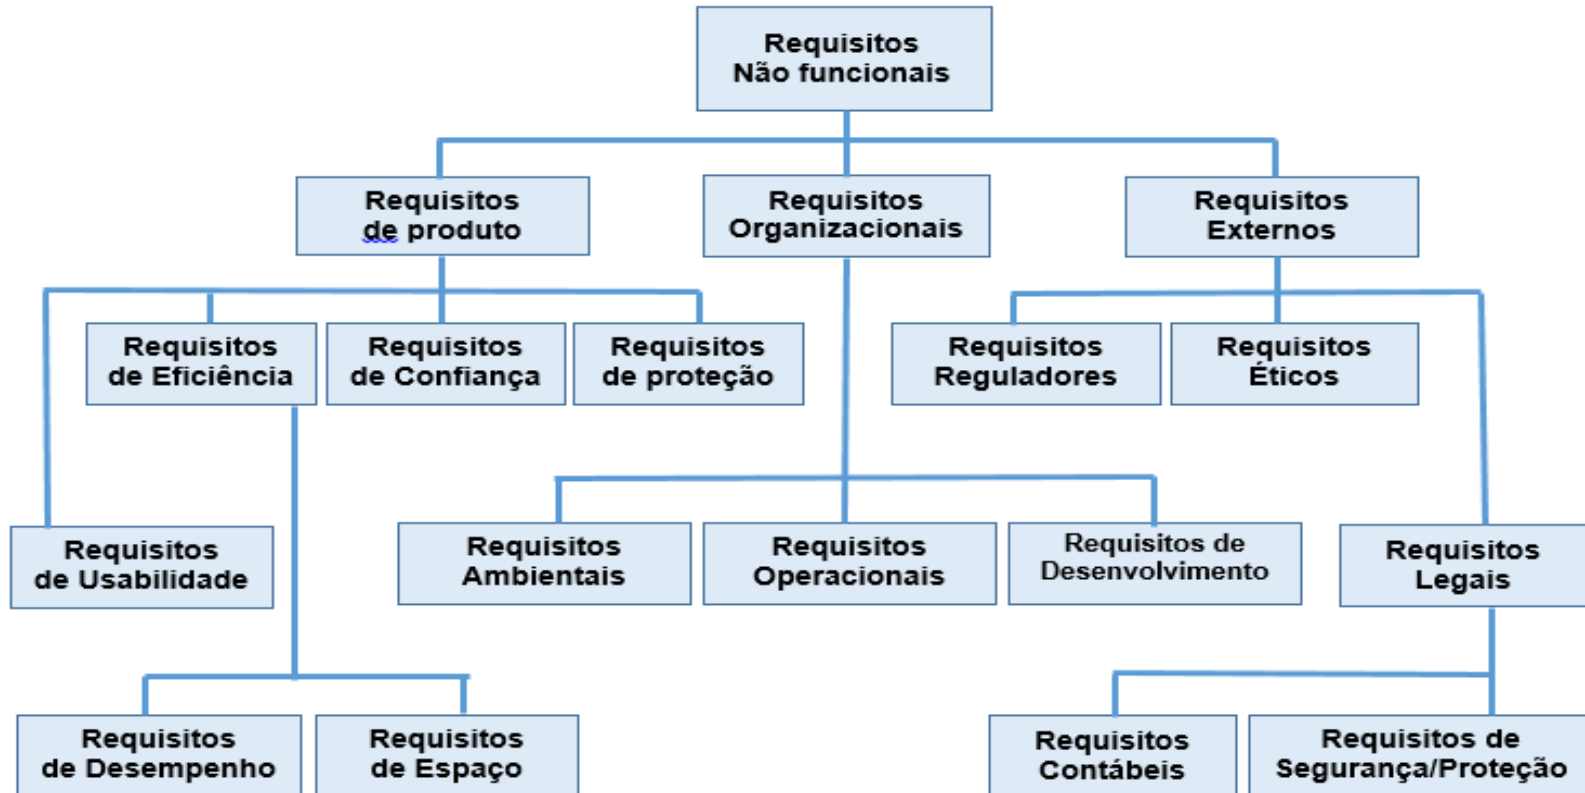 Requisitos
Não funcionais
Requisitos
de produto
Requisitos
Organizacionais
Requisitos
Externos
Requisitos
de Eficiência
Requisitos
de Confiança
Requisitos
de proteção
Requisitos
Reguladores
Requisitos
Éticos
Requisitos
de Usabilidade
Requisitos
Ambientais
Requisitos
Operacionais
Requisitos de
Desenvolvimento
Requisitos
Legais
Requisitos
de Desempenho
Requisitos
de Espaço
Requisitos
Contábeis
Requisitos de
Segurança/Proteção